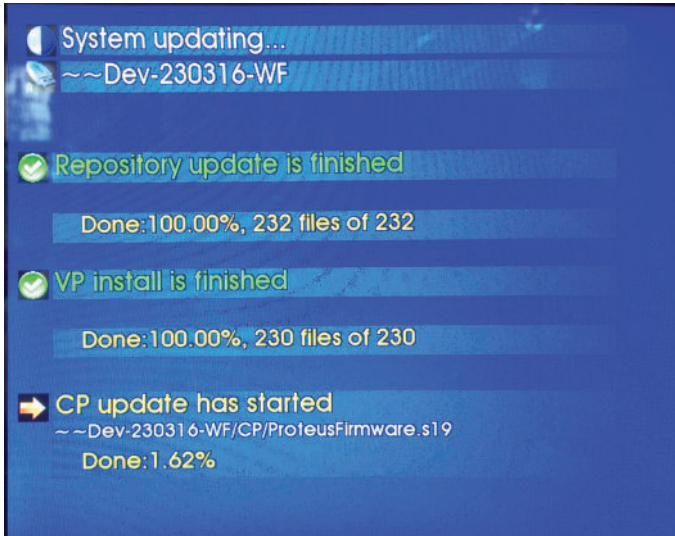 System updating...
~~Dev-230316-WF
Repository update is finished
Done:100.00%, 232 files of 232
VP install is finished
Done:100.00%, 230 files of 230
CP update has started
~~Dev-230316-WF/CP/ProteusFirmware.s19
Done:1.62%